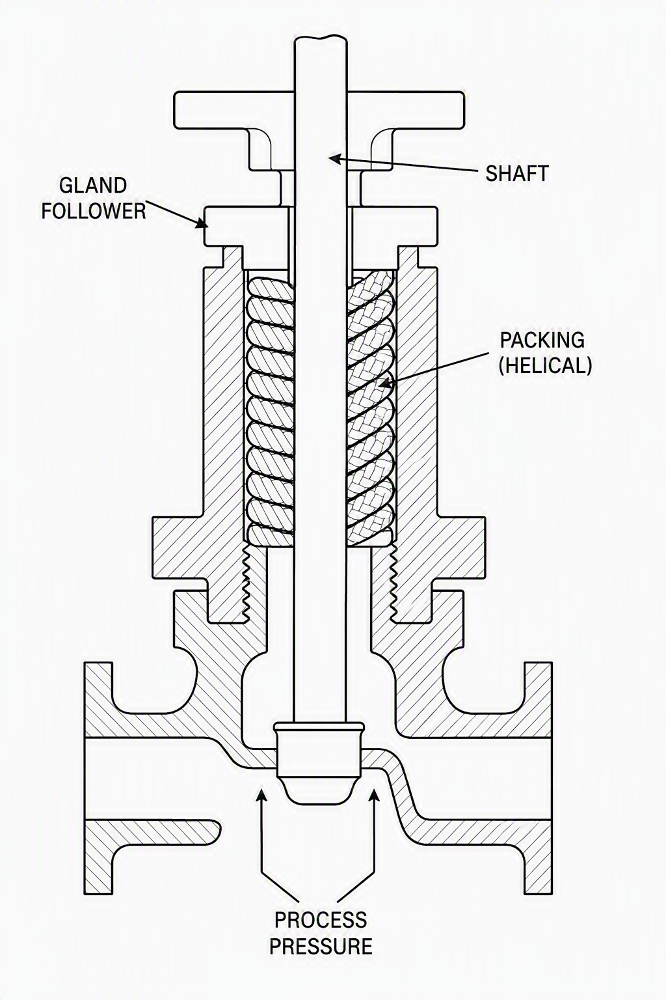 SHAFT
GLAND
FOLLOWER
PACKING
(HELICAL)
PROCESS
PRESSURE